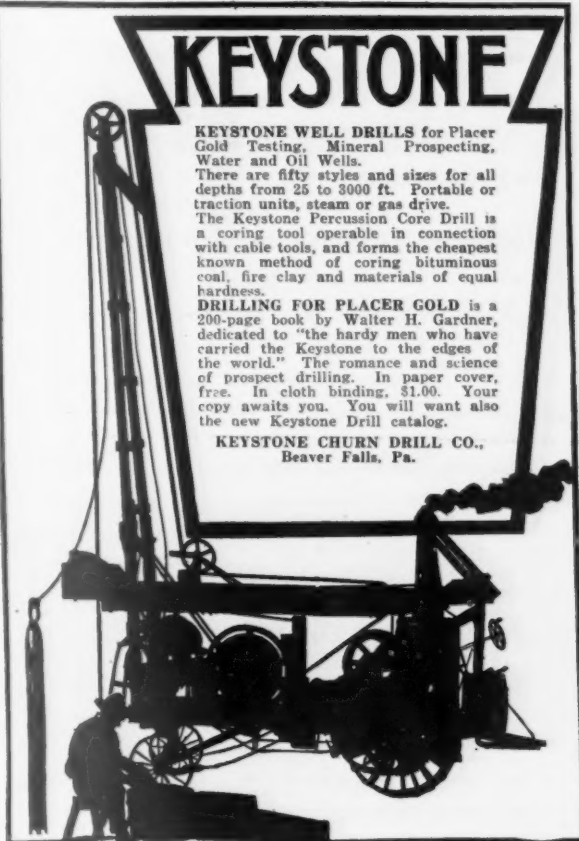 KEYSTONE
KEYSTONE WELL DRILLS for Placer
Gold Testing, Mineral Prospecting,
Water and Oil Wells.
There are fifty styles and sizes for all
depths from 25 to 3000 ft. Portable or
traction units, steam or gas drive.
The Keystone Percussion Core Drill is
a coring tool operable in connection
with cable tools, and forms the cheapest
known method of coring bituminous
coal, fire clay and materials of equal
hardness.
DRILLING FOR PLACER GOLD is a
200-page book by Walter H. Gardner,
dedicated to "the hardy men who have
carried the Keystone to the edges of
the world." The romance and science
of prospect drilling. In paper cover,
free. In cloth binding, $1.00. Your
copy awaits you. You will want also
the new Keystone Drill catalog.
KEYSTONE CHURN DRILL CO.,
Beaver Falls, Pa.